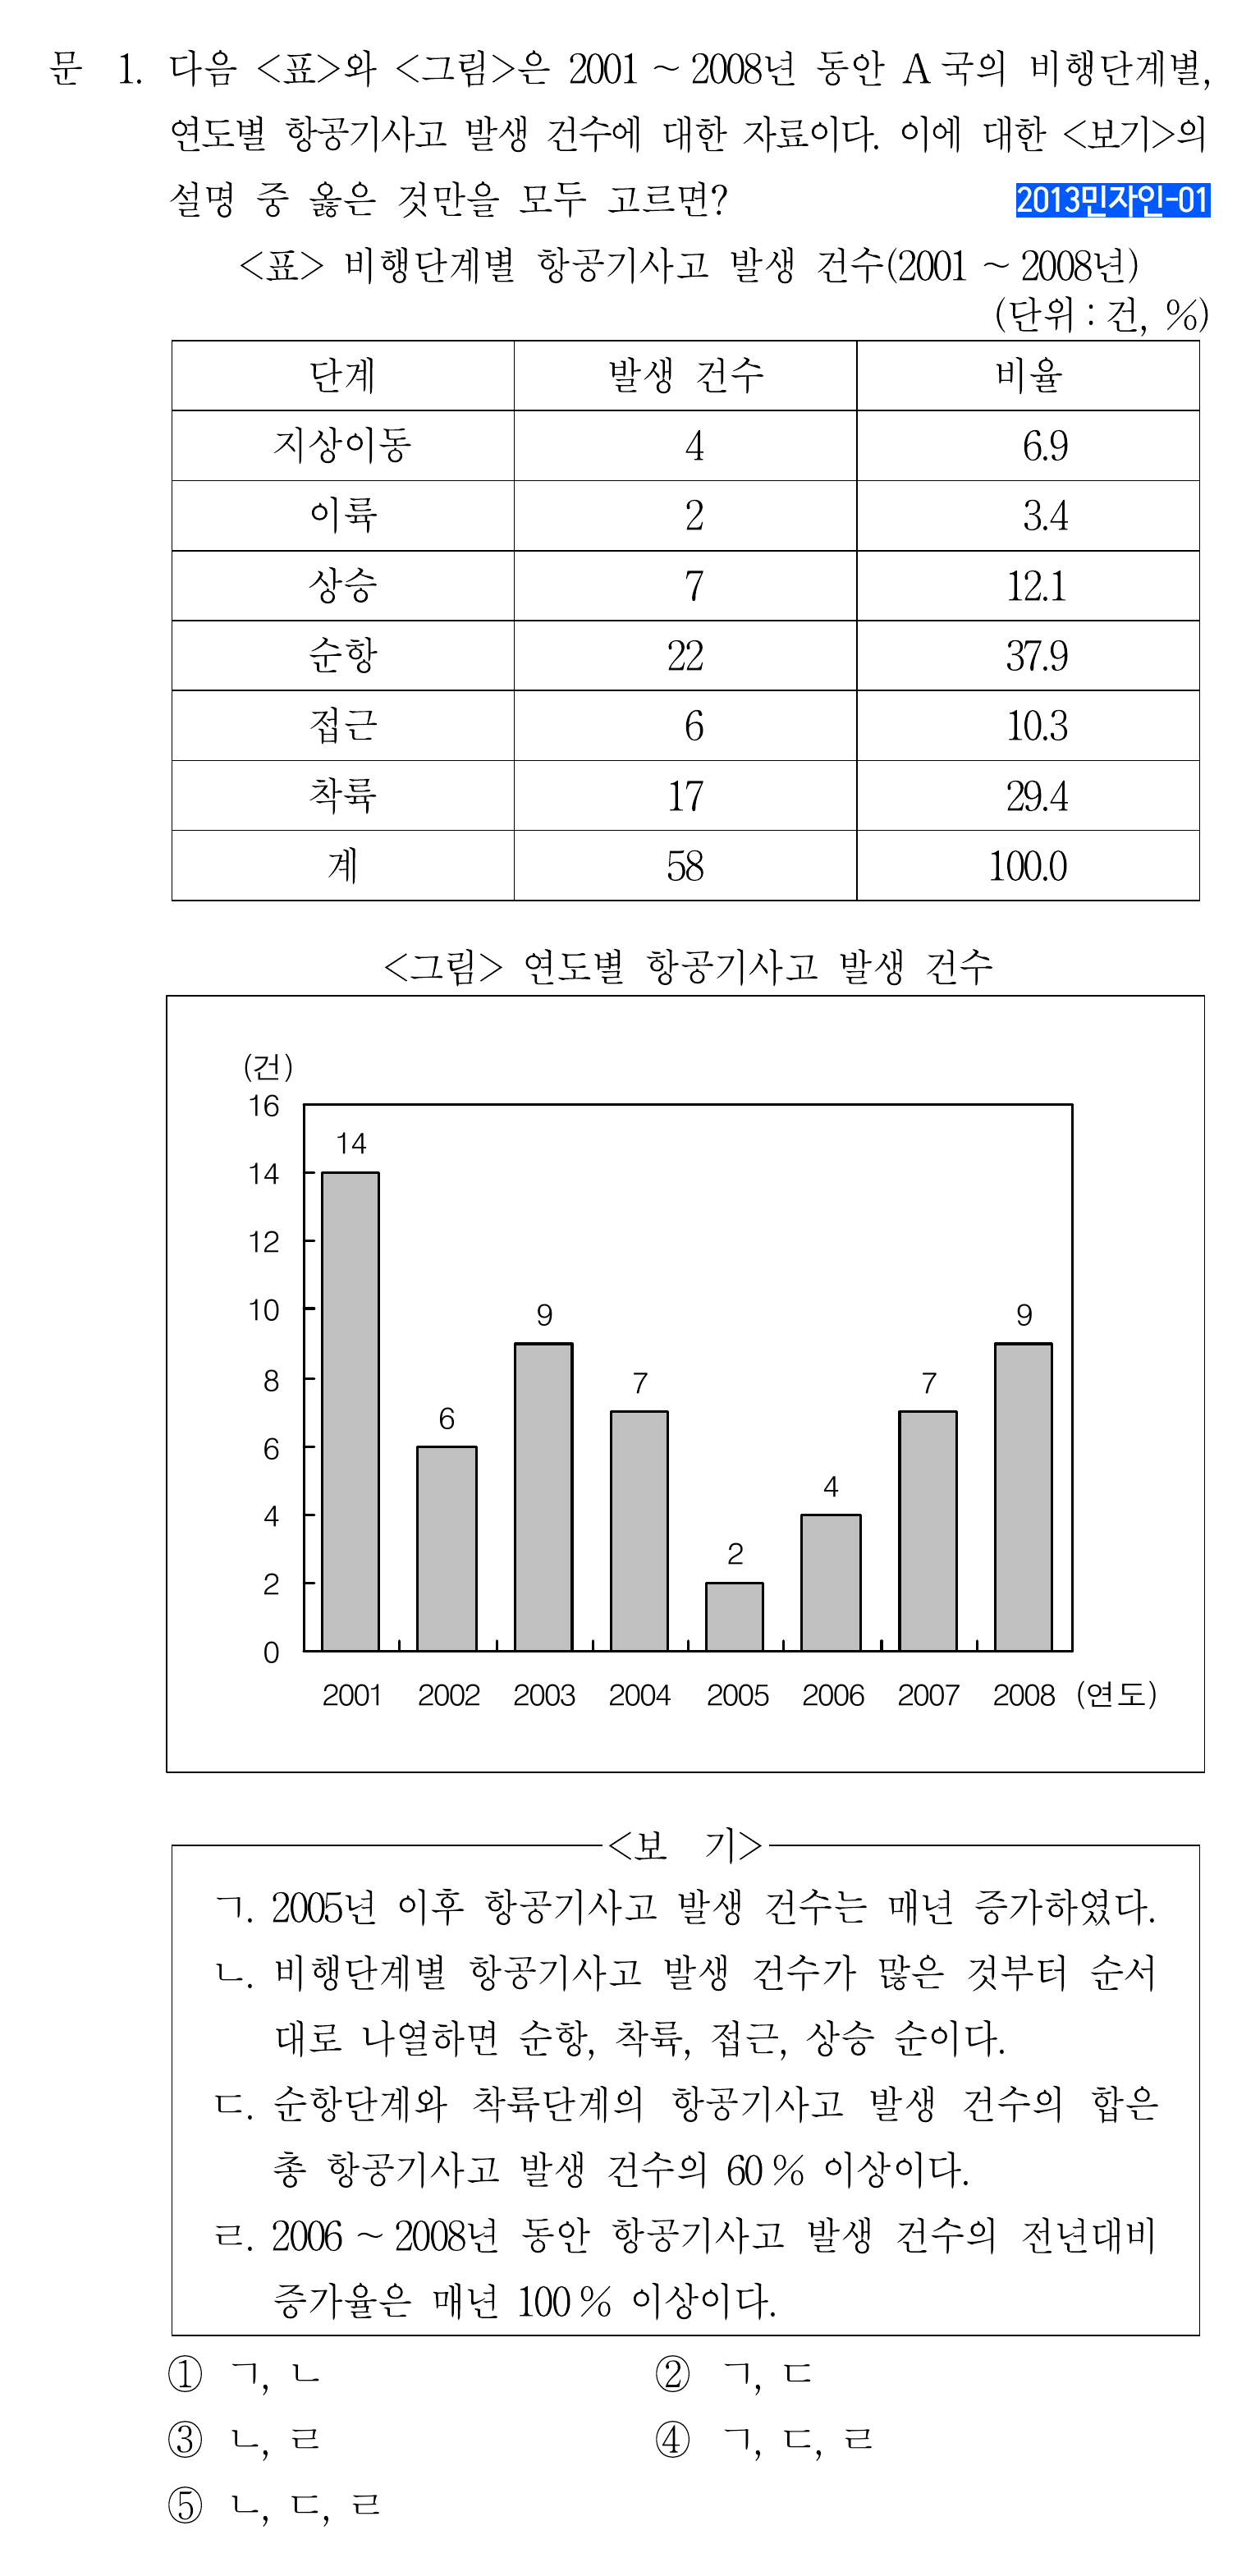 문 1. 다음 <표>와 <그림>은 2001 ~ 2008년 동안 A국의 비행단계별,
연도별 항공기사고 발생 건수에 대한 자료이다. 이에 대한 <보기>의
설명 중 옳은 것만을 모두 고르면?
2013민자인-01
<표> 비행단계별 항공기사고 발생 건수(2001 ~ 2008년)
(단위 : 건, %)
단계 발생 건수 비율
지상이동 4 6.9
이륙 2 3.4
상승 7 12.1
순항 22 37.9
접근 6 10.3
착륙 17 29.4
계 58 100.0
<그림> 연도별 항공기사고 발생 건수
(건)
16
14
12
10
8
6
4
2
0
14 6 9 7 2 4 7 9
2001 2002 2003 2004 2005 2006 2007 2008 (연도)
<보 기>
ㄱ. 2005년 이후 항공기사고 발생 건수는 매년 증가하였다.
ㄴ. 비행단계별 항공기사고 발생 건수가 많은 것부터 순서
대로 나열하면 순항, 착륙, 접근, 상승 순이다.
ㄷ. 순항단계와 착륙단계의 항공기사고 발생 건수의 합은
총 항공기사고 발생 건수의 60 % 이상이다.
ㄹ. 2006 ~ 2008년 동안 항공기사고 발생 건수의 전년대비
증가율은 매년 100 % 이상이다.
① ㄱ, ㄴ ② ㄱ, ㄷ
③ ㄴ, ㄹ ④ ㄱ, ㄷ, ㄹ
⑤ ㄴ, ㄷ, ㄹ